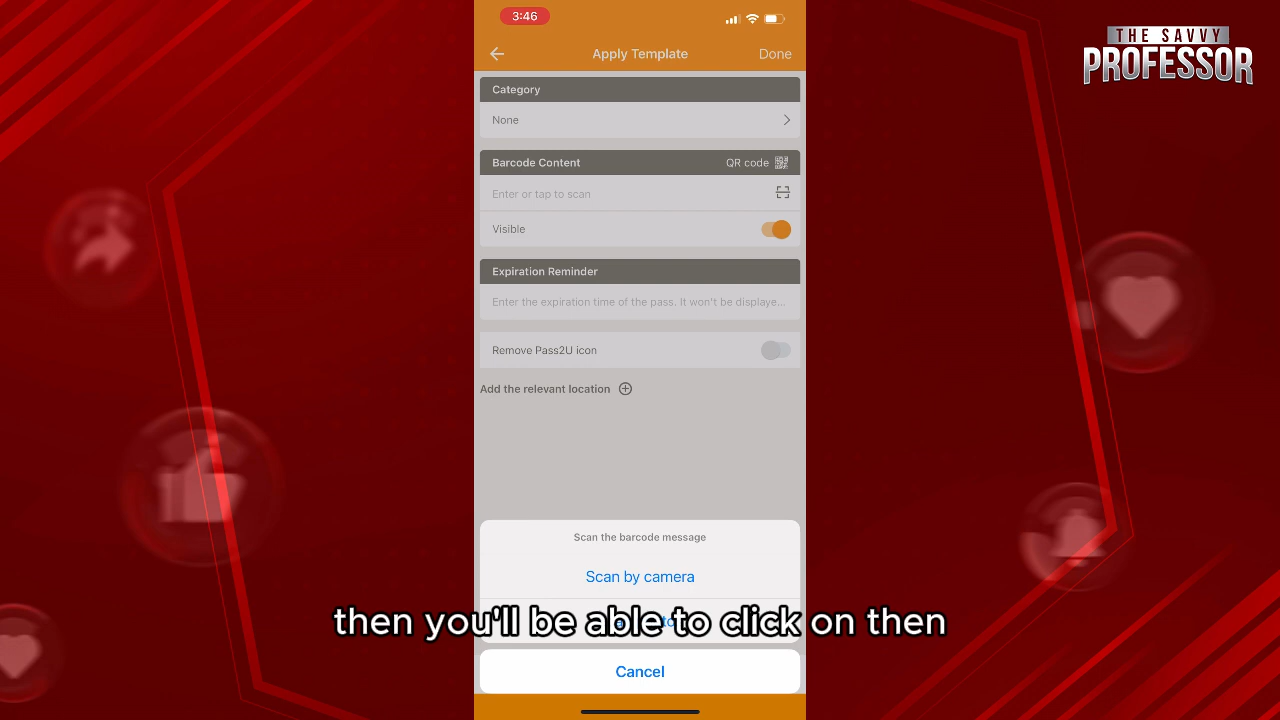 3:46
THE SAVVY
PROFESSOR
Apply Template
Done
Category
None
Barcode Content
QR code
Enter or tap to scan
Visible
Expiration Reminder
Enter the expiration time of the pass. It won't be displaye...
Remove Pass2U icon
Add the relevant location
Scan the barcode message
Scan by camera
then you'll be able to click on then
Cancel